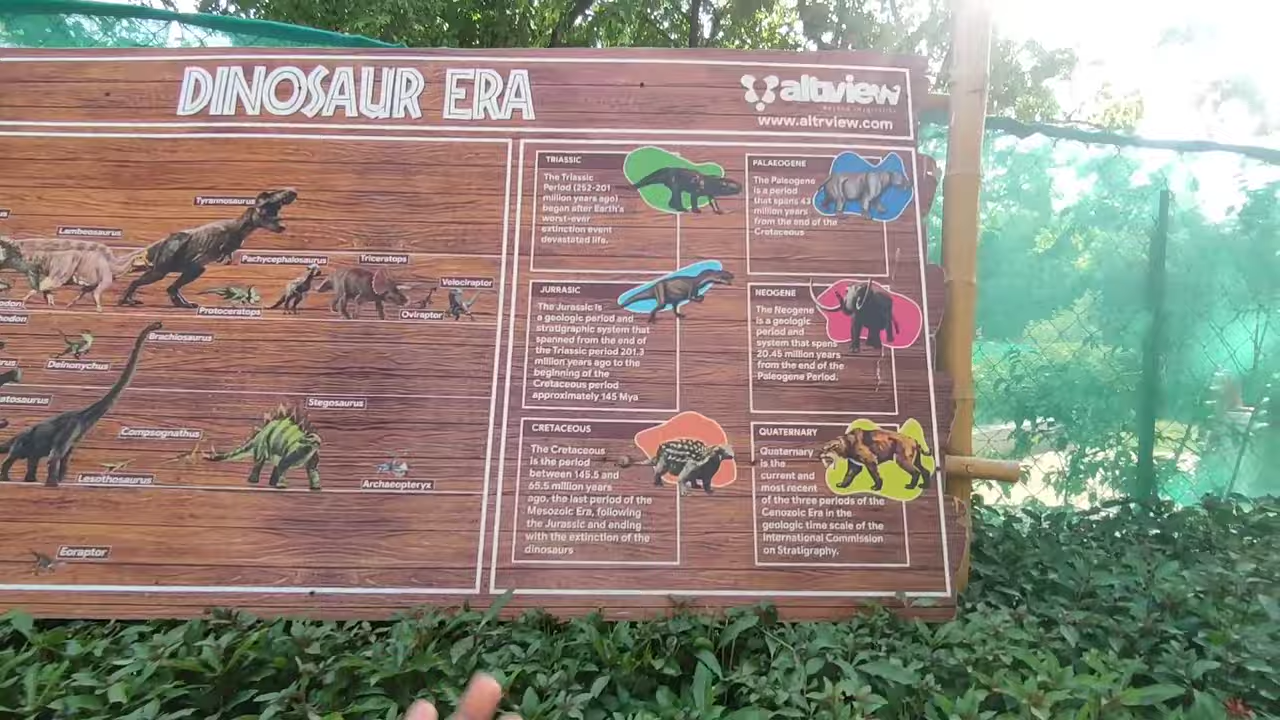 DINOSAUR ERA
altrview
www.altrview.com
Tyrannosaurus
Lambeosaurus
Pachycephalosaurus
Triceratops
Velociraptor
Protoceratops
Oviraptor
Brachiosaurus
Deinonychus
Stegosaurus
Compsognathus
Lesothosaurus
Archaeopteryx
Eoraptor
TRIASSIC
The Triassic
Period (252-201
million years ago)
began after Earth's
worst-ever
extinction event
devastated life.
JURRASIC
The Jurassic is
a geologic period and
stratigraphic system that
spanned from the end of
the Triassic period 201.3
million years ago to the
beginning of the
Cretaceous period
approximately 145 Mya
CRETACEOUS
The Cretaceous
is the period
between 145.5 and
65.5 million years
ago, the last period of the
Mesozoic Era, following
the Jurassic and ending
with the extinction of the
dinosaurs
PALAEOGENE
The Paleogene
is a period
that spans 43
million years
from the end of the
Cretaceous
NEOGENE
The Neogene
is a geologic
period and
system that spans
20.45 million years
from the end of the
Paleogene Period.
QUATERNARY
Quaternary
is the
current and
most recent
of the three periods of the
Cenozoic Era in the
geologic time scale of the
International Commission
on Stratigraphy.